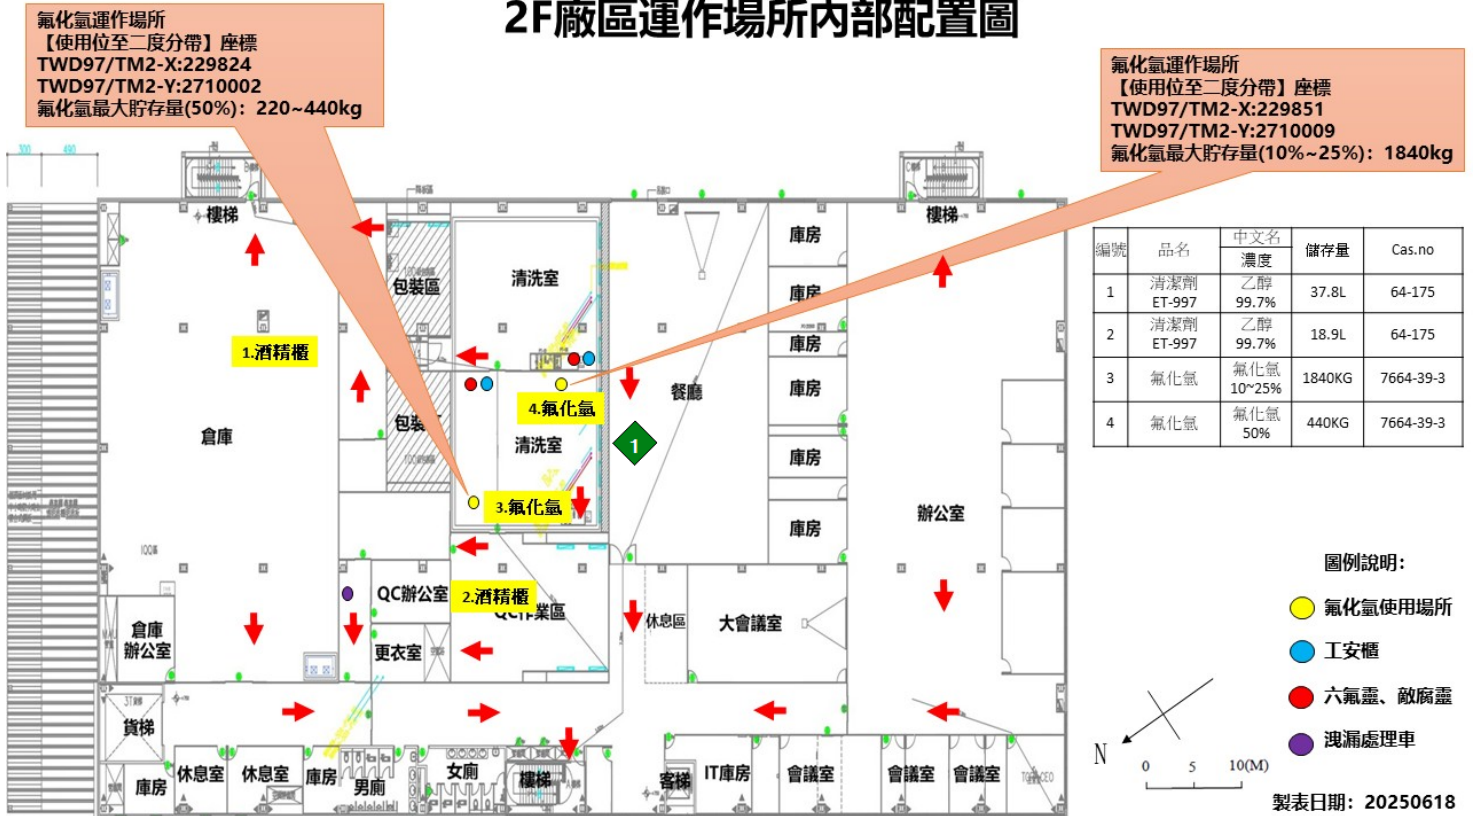 2F廠區運作場所內部配置圖
氟化氫運作場所
【使用位至二度分帶】座標
TWD97/TM2-X:229824
TWD97/TM2-Y:2710002
氟化氫最大貯存量(50%)：220~440kg
氟化氫運作場所
【使用位至二度分帶】座標
TWD97/TM2-X:229851
TWD97/TM2-Y:2710009
氟化氫最大貯存量(10%~25%)：1840kg
300 490
樓梯
樓梯
包裝區
清洗室
庫房
庫房
庫房
庫房
庫房
庫房
1.酒精櫃
餐廳
4.氟化氫
包裝
清洗室
倉庫
1
3.氟化氫
辦公室
QC辦公室
2.酒精櫃
QC作業區
倉庫
辦公室
更衣室
休息區
大會議室
貨梯
庫房
休息室
休息室
庫房
男廁
女廁
樓梯
客梯
IT庫房
會議室
會議室
會議室
編號 品名 中文名 濃度 儲存量 Cas.no
1 清潔劑 ET-997 乙醇 99.7% 37.8L 64-175
2 清潔劑 ET-997 乙醇 99.7% 18.9L 64-175
3 氟化氫 氟化氫 10~25% 1840KG 7664-39-3
4 氟化氫 氟化氫 50% 440KG 7664-39-3
圖例說明：
氟化氫使用場所
工安櫃
六氟靈、敵腐靈
洩漏處理車
N
0 5 10(M)
製表日期：20250618